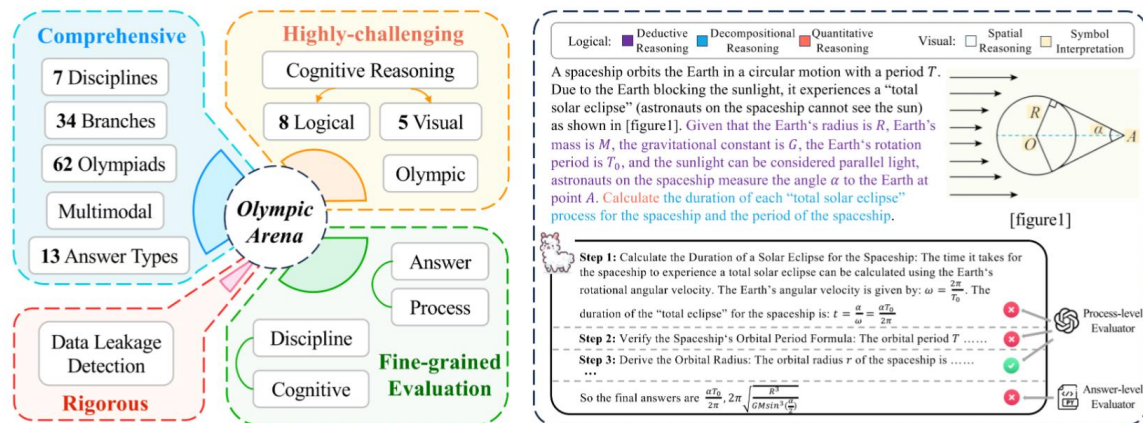 Comprehensive
7 Disciplines
34 Branches
62 Olympiads
Multimodal
13 Answer Types
Highly-challenging
Cognitive Reasoning
8 Logical
5 Visual
Olympic
Olympic
Arena
Data Leakage
Detection
Rigorous
Answer
Process
Discipline
Cognitive
Fine-grained
Evaluation
Logical:
Deductive
Reasoning
Decompositional
Reasoning
Quantitative
Reasoning
Visual:
Spatial
Reasoning
Symbol
Interpretation
A spaceship orbits the Earth in a circular motion with a period T.
Due to the Earth blocking the sunlight, it experiences a “total
solar eclipse” (astronauts on the spaceship cannot see the sun)
as shown in [figure1]. Given that the Earth‘s radius is R, Earth’s
mass is M, the gravitational constant is G, the Earth’s rotation
period is T₀, and the sunlight can be considered parallel light,
astronauts on the spaceship measure the angle α to the Earth at
point A. Calculate the duration of each “total solar eclipse”
process for the spaceship and the period of the spaceship.
R
O
α
A
[figure1]
Step 1: Calculate the Duration of a Solar Eclipse for the Spaceship: The time it takes for
the spaceship to experience a total solar eclipse can be calculated using the Earth’s
rotational angular velocity. The Earth’s angular velocity is given by: ω = 2π/T₀. The
duration of the “total eclipse” for the spaceship is: t = α/ω = αT₀/2π
Step 2: Verify the Spaceship's Orbital Period Formula: The orbital period T ……
Step 3: Derive the Orbital Radius: The orbital radius r of the spaceship is ……
...
So the final answers are αT₀/2π, 2π√(R³/GMsin³(α/2))
Process-level
Evaluator
Answer-level
Evaluator